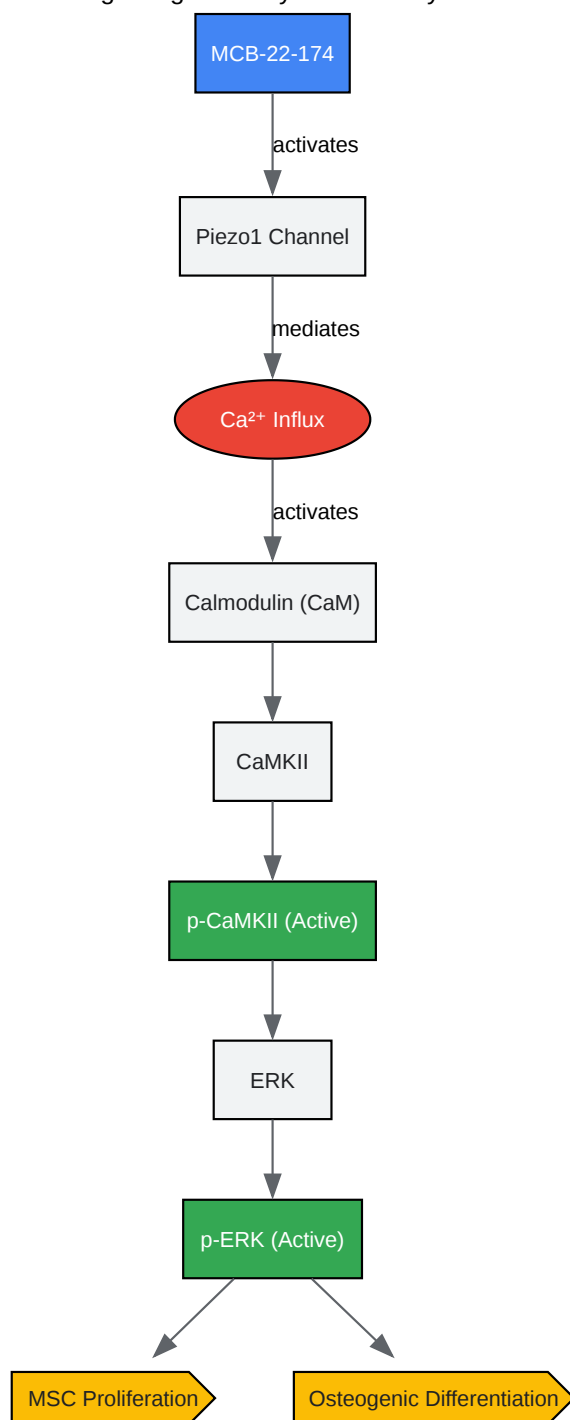 MCB-22-174
activates
Piezo1 Channel
mediates
Ca²⁺ Influx
activates
Calmodulin (CaM)
CaMKII
p-CaMKII (Active)
ERK
p-ERK (Active)
MSC Proliferation
Osteogenic Differentiation